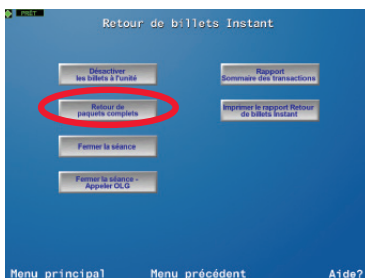 PRÊT
Retour de billets Instant
Désactiver
les billets à l'unité
Rapport
Sommaire des transactions
Retour de
paquets complets
Imprimer le rapport Retour
de billets Instant
Fermer la séance
Fermer la séance -
Appeler OLG
Menu principal Menu précédent Aide?